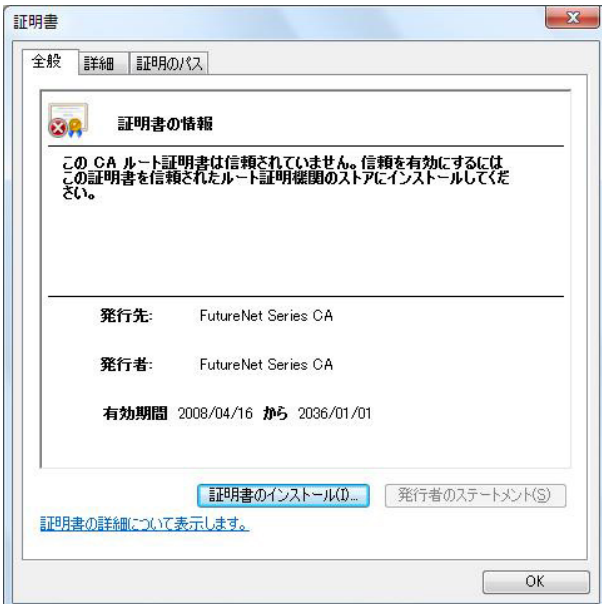 証明書
全般 詳細 証明のパス
証明書の情報
この CA ルート証明書は信頼されていません。信頼を有効にするには
この証明書を信頼されたルート証明機関のストアにインストールしてくだ
さい。
発行先: FutureNet Series CA
発行者: FutureNet Series CA
有効期間 2008/04/16 から 2036/01/01
証明書のインストール(I)... 発行者のステートメント(S)
証明書の詳細について表示します。
OK